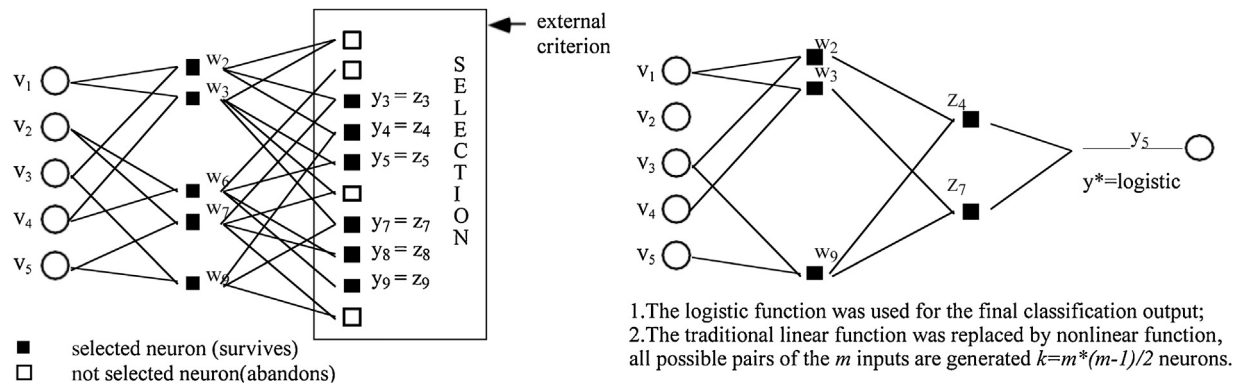 external
criterion
SELECTION
v1
v2
v3
v4
v5
w2
w3
w6
w7
w9
y3 = z3
y4 = z4
y5 = z5
y7 = z7
y8 = z8
y9 = z9
selected neuron (survives)
not selected neuron(abandons)
v1
v2
v3
v4
v5
w2
w3
w9
z4
z7
y5
y*=logistic
1.The logistic function was used for the final classification output;
2.The traditional linear function was replaced by nonlinear function,
all possible pairs of the m inputs are generated k=m*(m-1)/2 neurons.